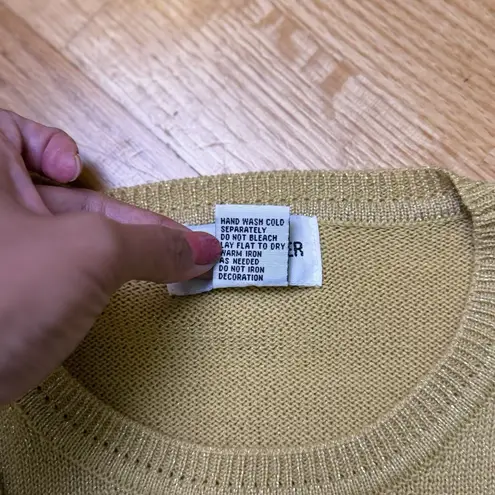 HAND WASH COLD
SEPARATELY
DO NOT BLEACH
LAY FLAT TO DRY
WARM IRON
AS NEEDED
DO NOT IRON
DECORATION
ER